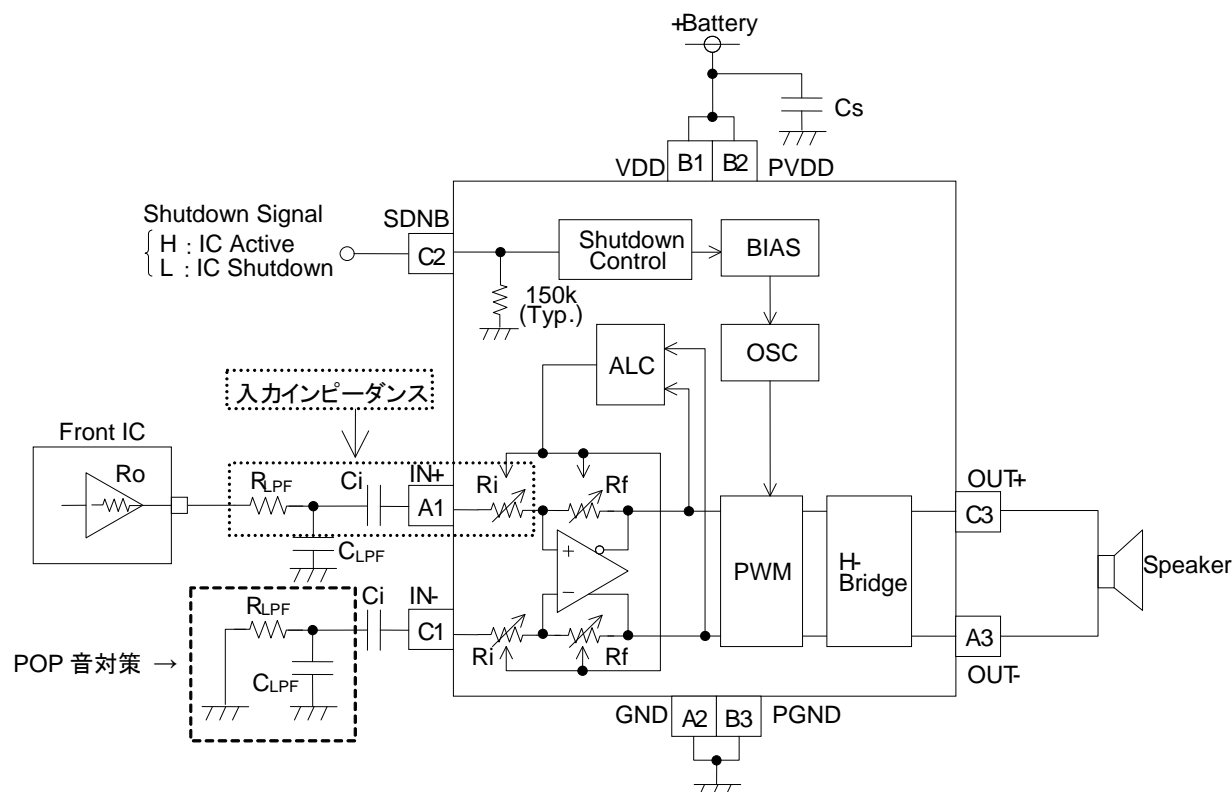 +Battery
Cs
VDD
B1
B2
PVDD
Shutdown Signal
H : IC Active
L : IC Shutdown
SDNB
C2
Shutdown
Control
BIAS
150k
(Typ.)
ALC
OSC
入力インピーダンス
Front IC
Ro
RLPF
Ci
IN+
A1
Ri
Rf
OUT+
C3
CLPF
+
−
PWM
H-
Bridge
Speaker
RLPF
Ci
IN-
C1
Ri
Rf
A3
OUT-
POP 音対策 →
CLPF
GND
A2
B3
PGND